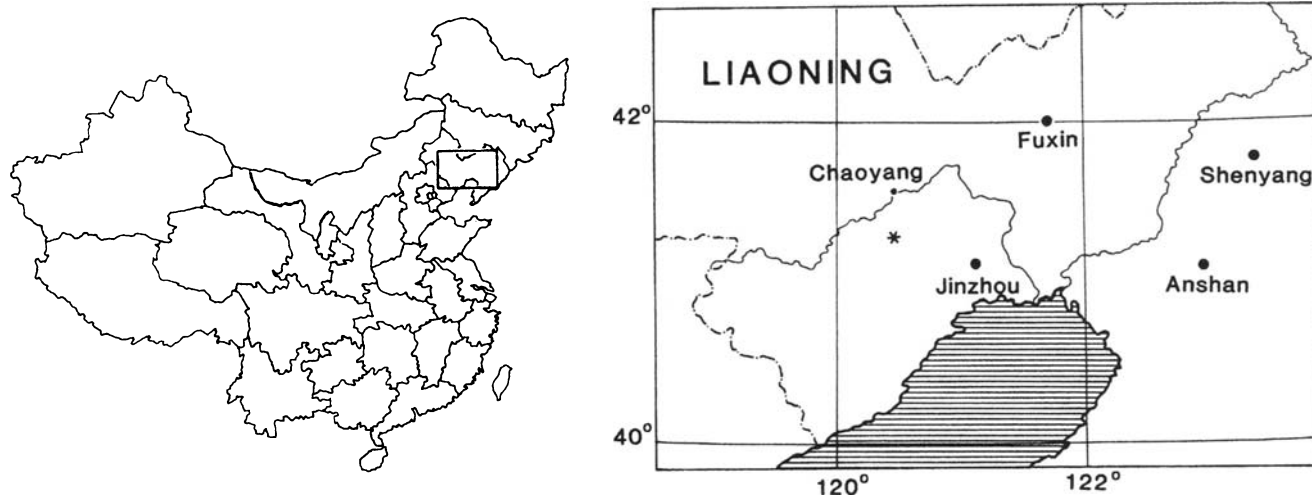 LIAONING
42°
Fuxin
Shenyang
Chaoyang
*
Jinzhou
Anshan
40°
120°
122°